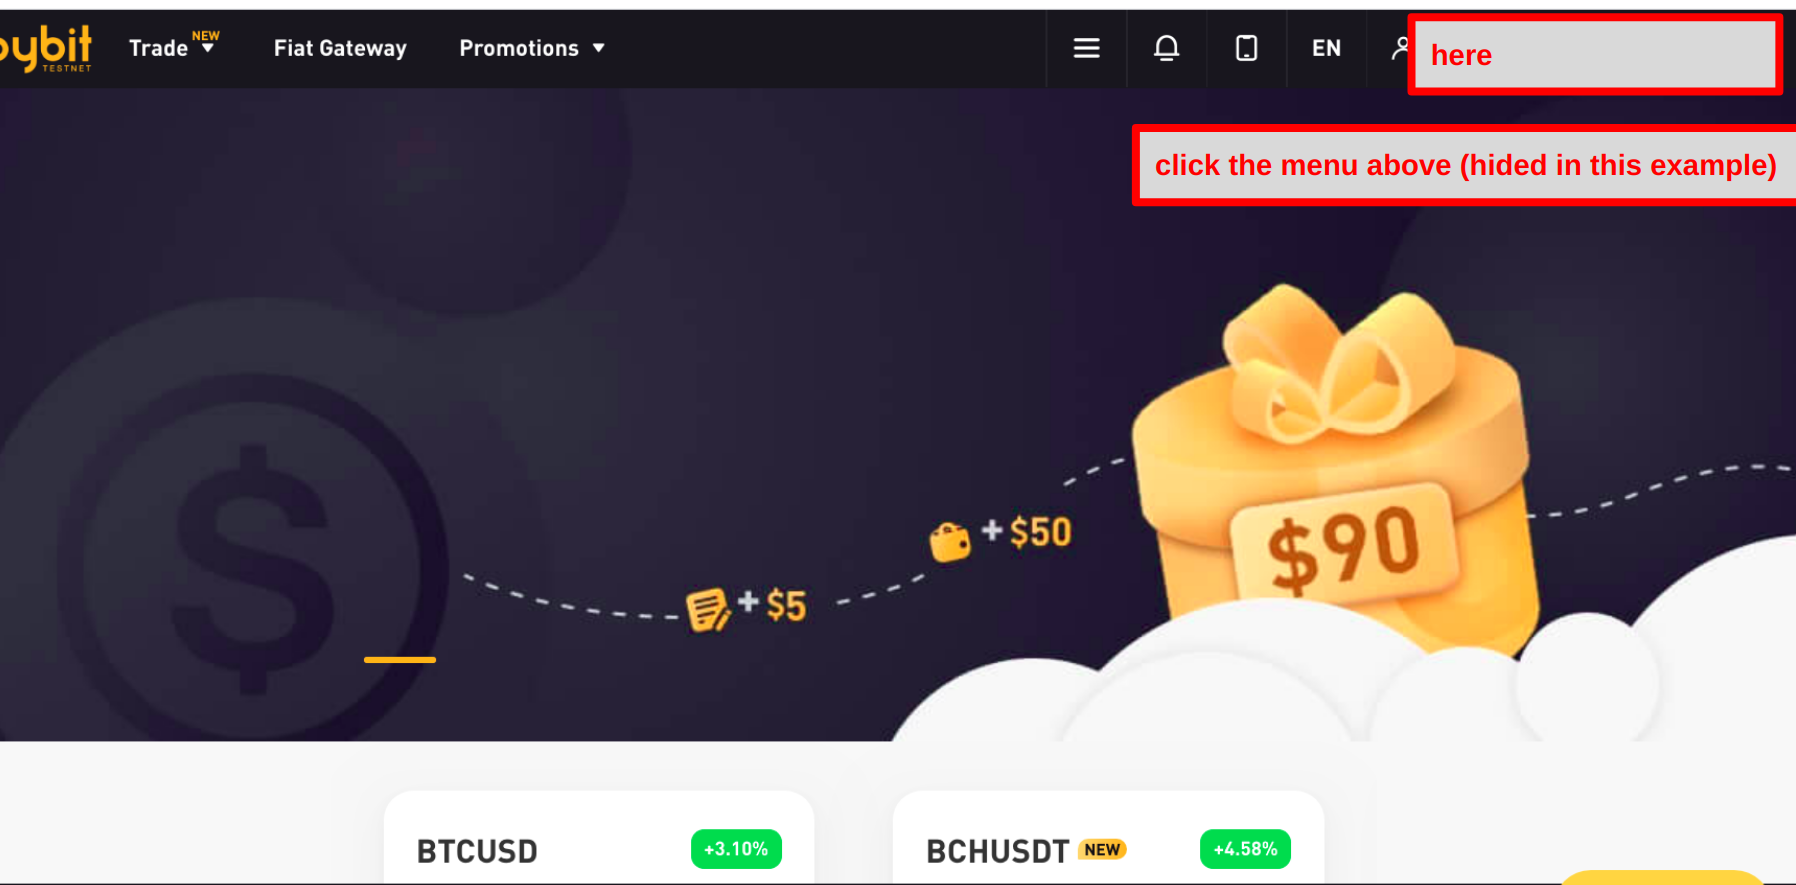 bybit
TESTNET
Trade NEW
Fiat Gateway
Promotions
EN
here
click the menu above (hided in this example)
+ $50
$90
+ $5
$
BTCUSD
+3.10%
BCHUSDT NEW
+4.58%